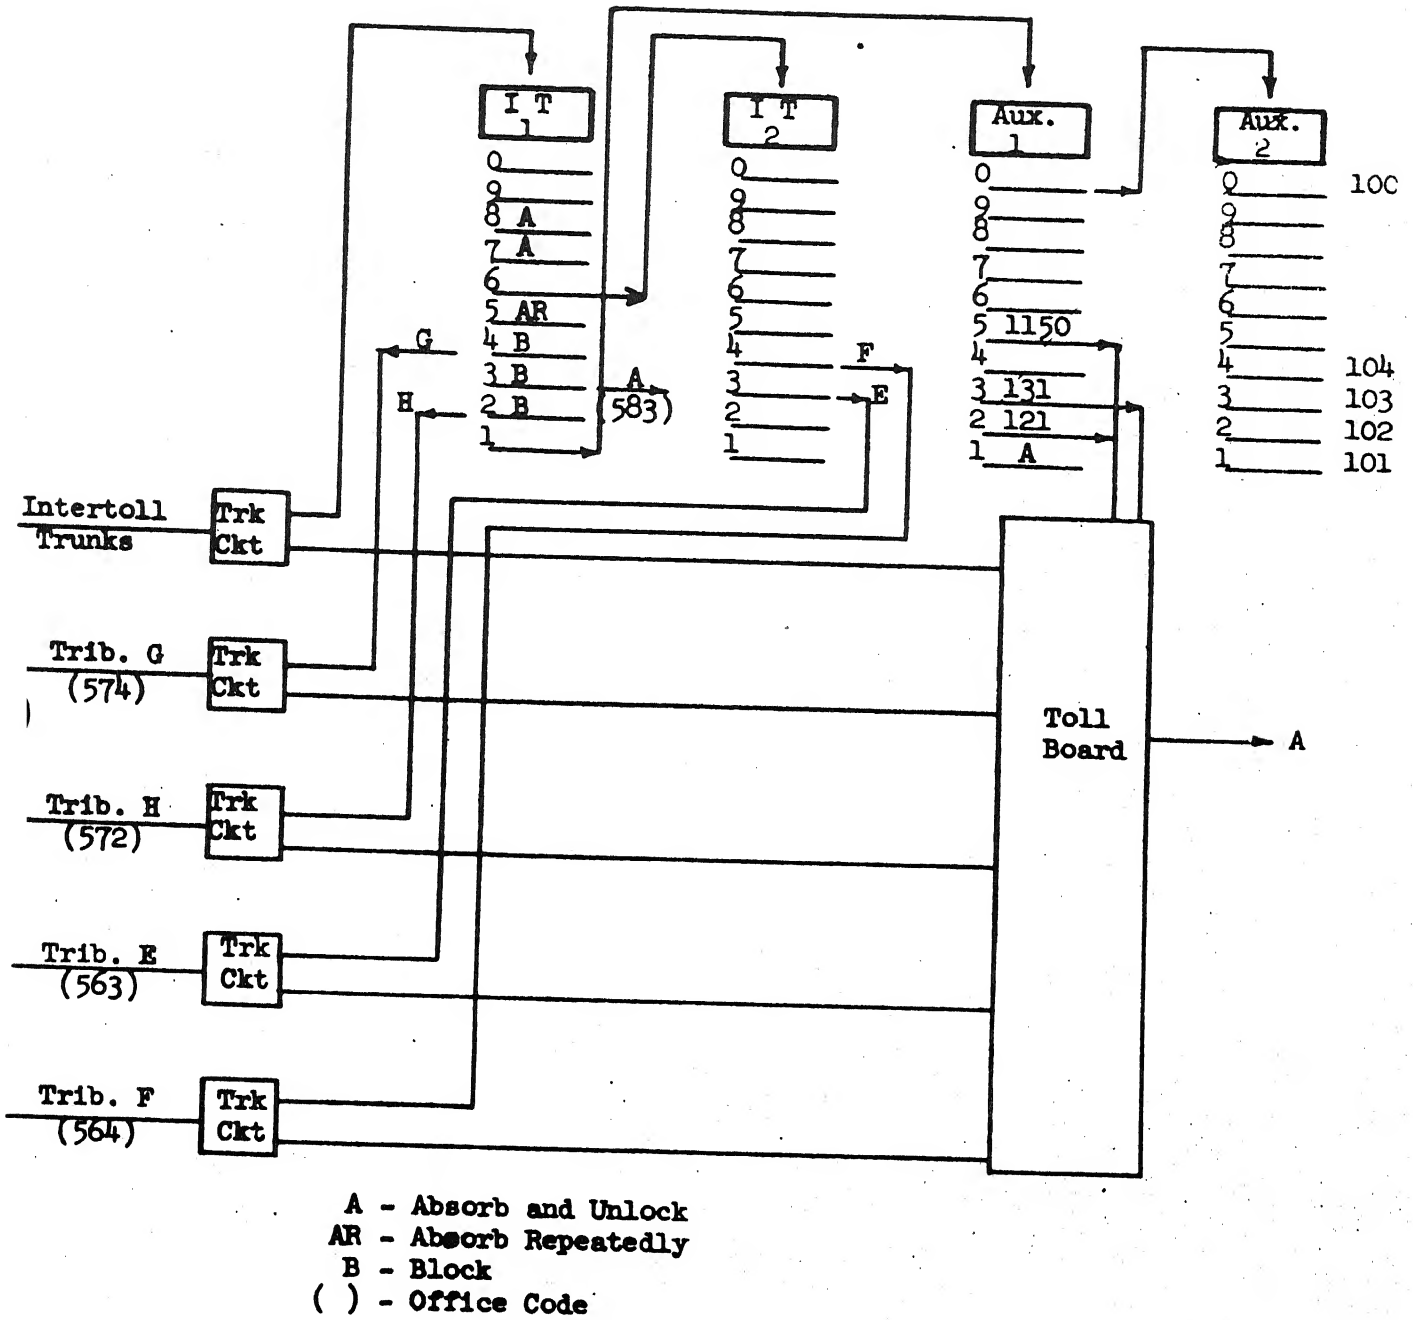 I T
1
0
9
8 A
7 A
6
5 AR
4 B
3 B
2 B
1
I T
2
0
9
8
7
6
5
4
3
2
1
Aux.
1
0
9
8
7
6
5 1150
4
3 131
2 121
1 A
Aux.
2
0 100
9
8
7
6
5
4 104
3 103
2 102
1 101
G
H
A
(583)
F
E
Intertoll
Trunks
Trk
Ckt
Trib. G
(574)
Trk
Ckt
Trib. H
(572)
Trk
Ckt
Trib. E
(563)
Trk
Ckt
Trib. F
(564)
Trk
Ckt
Toll
Board
A
A - Absorb and Unlock
AR - Absorb Repeatedly
B - Block
( ) - Office Code